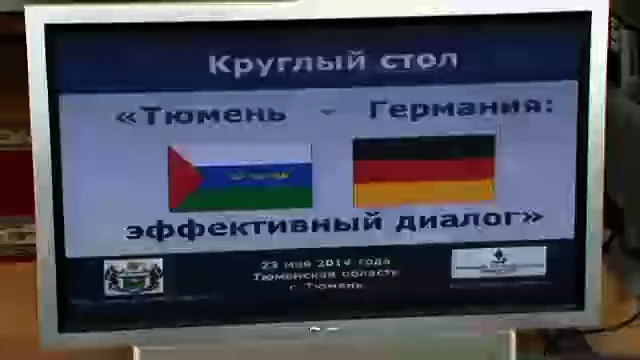 Круглый стол
«Тюмень - Германия:
эффективный диалог»
23 мая 2014 года
Тюменская область
г. Тюмень